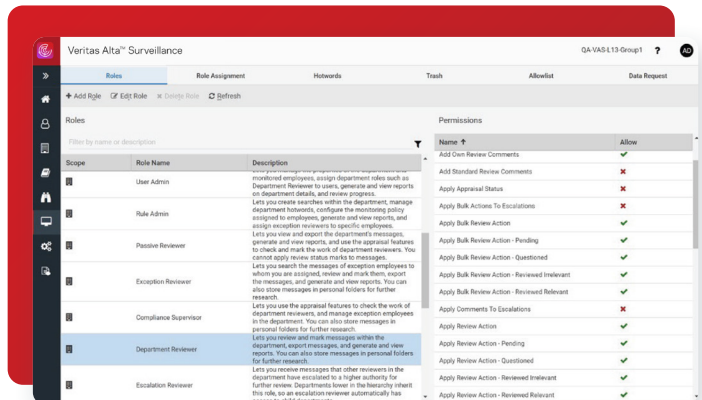 Veritas Alta™ Surveillance
QA-VAS-L13-Group1 ? AD
Roles Role Assignment Hotwords Trash Allowlist Data Request
+ Add Role Edit Role × Delete Role Refresh
Roles
Permissions
Filter by name or description
Name ↑ Allow
Scope Role Name Description
Add Own Review Comments
Add Standard Review Comments
Apply Appraisal Status
Apply Bulk Actions To Escalations
Apply Bulk Review Action
Apply Bulk Review Action - Pending
Apply Bulk Review Action - Questioned
Apply Bulk Review Action - Reviewed Irrelevant
Apply Bulk Review Action - Reviewed Relevant
Apply Comments To Escalations
Apply Review Action
Apply Review Action - Pending
Apply Review Action - Questioned
Apply Review Action - Reviewed Irrelevant
Apply Review Action - Reviewed Relevant
User Admin
monitored employees, assign department roles such as
Department Reviewer to users, generate and view reports
on department details, and review progress.
Rule Admin
Lets you create searches within the department, manage
department hotwords, configure the monitoring policy
assigned to employees, generate and view reports, and
assign exception reviewers to specific employees.
Passive Reviewer
Lets you view and export the department's messages,
generate and view reports, and use the appraisal features
to check and mark the work of department reviewers. You
cannot apply review status marks to messages.
Exception Reviewer
Lets you search the messages of exception employees to
whom you are assigned, review and mark them, export
the messages, and generate and view reports. You can
also store messages in personal folders for further
research.
Compliance Supervisor
Lets you use the appraisal features to check the work of
department reviewers, and manage exception employees
in the department. You can also store messages in
personal folders for further research.
Department Reviewer
Lets you review and mark messages within the
department, export messages, and generate and view
reports. You can also store messages in personal folders
for further research.
Escalation Reviewer
Lets you receive messages that other reviewers in the
department have escalated to a higher authority for
further review. Departments lower in the hierarchy inherit
this role, so an escalation reviewer automatically has